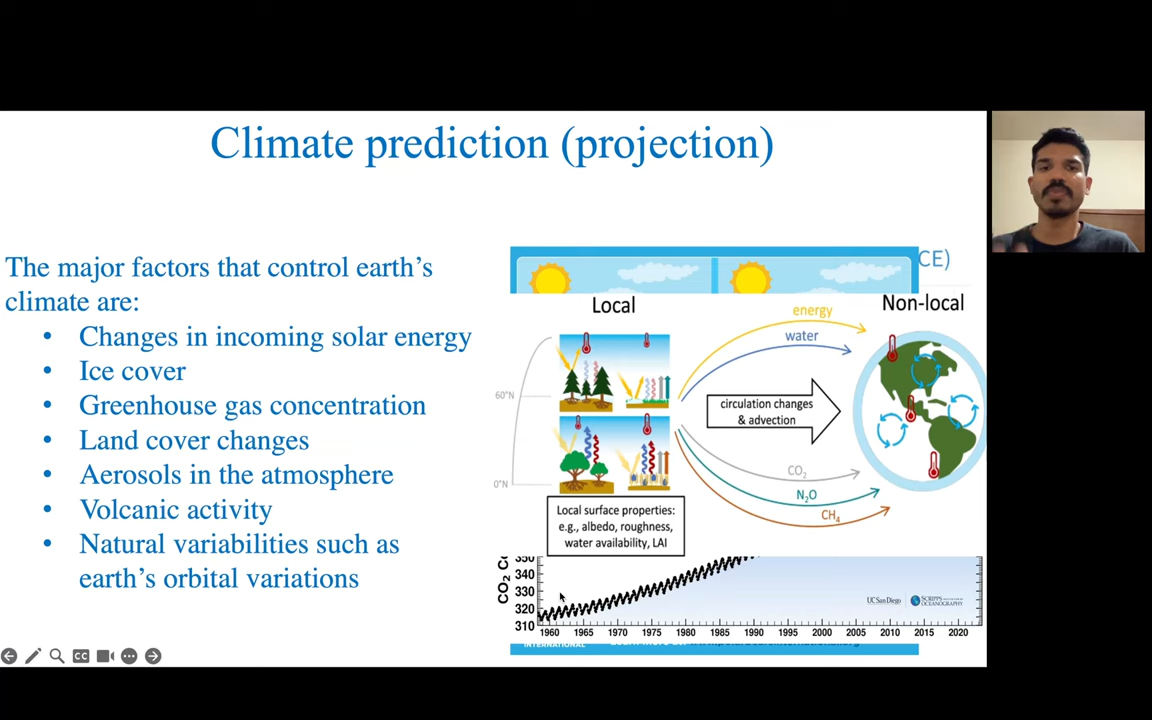 Climate prediction (projection)
The major factors that control earth's
climate are:
• Changes in incoming solar energy
• Ice cover
• Greenhouse gas concentration
• Land cover changes
• Aerosols in the atmosphere
• Volcanic activity
• Natural variabilities such as
earth's orbital variations
CE)
Local
Non-local
energy
water
60°N
circulation changes
& advection
0°N
CO₂
N₂O
CH₄
Local surface properties:
e.g., albedo, roughness,
water availability, LAI
350
340
330
320
310
CO₂
UC San Diego
SCRIPPS
OCEANOGRAPHY
1960 1965 1970 1975 1980 1985 1990 1995 2000 2005 2010 2015 2020
INTERNATIONAL
CC